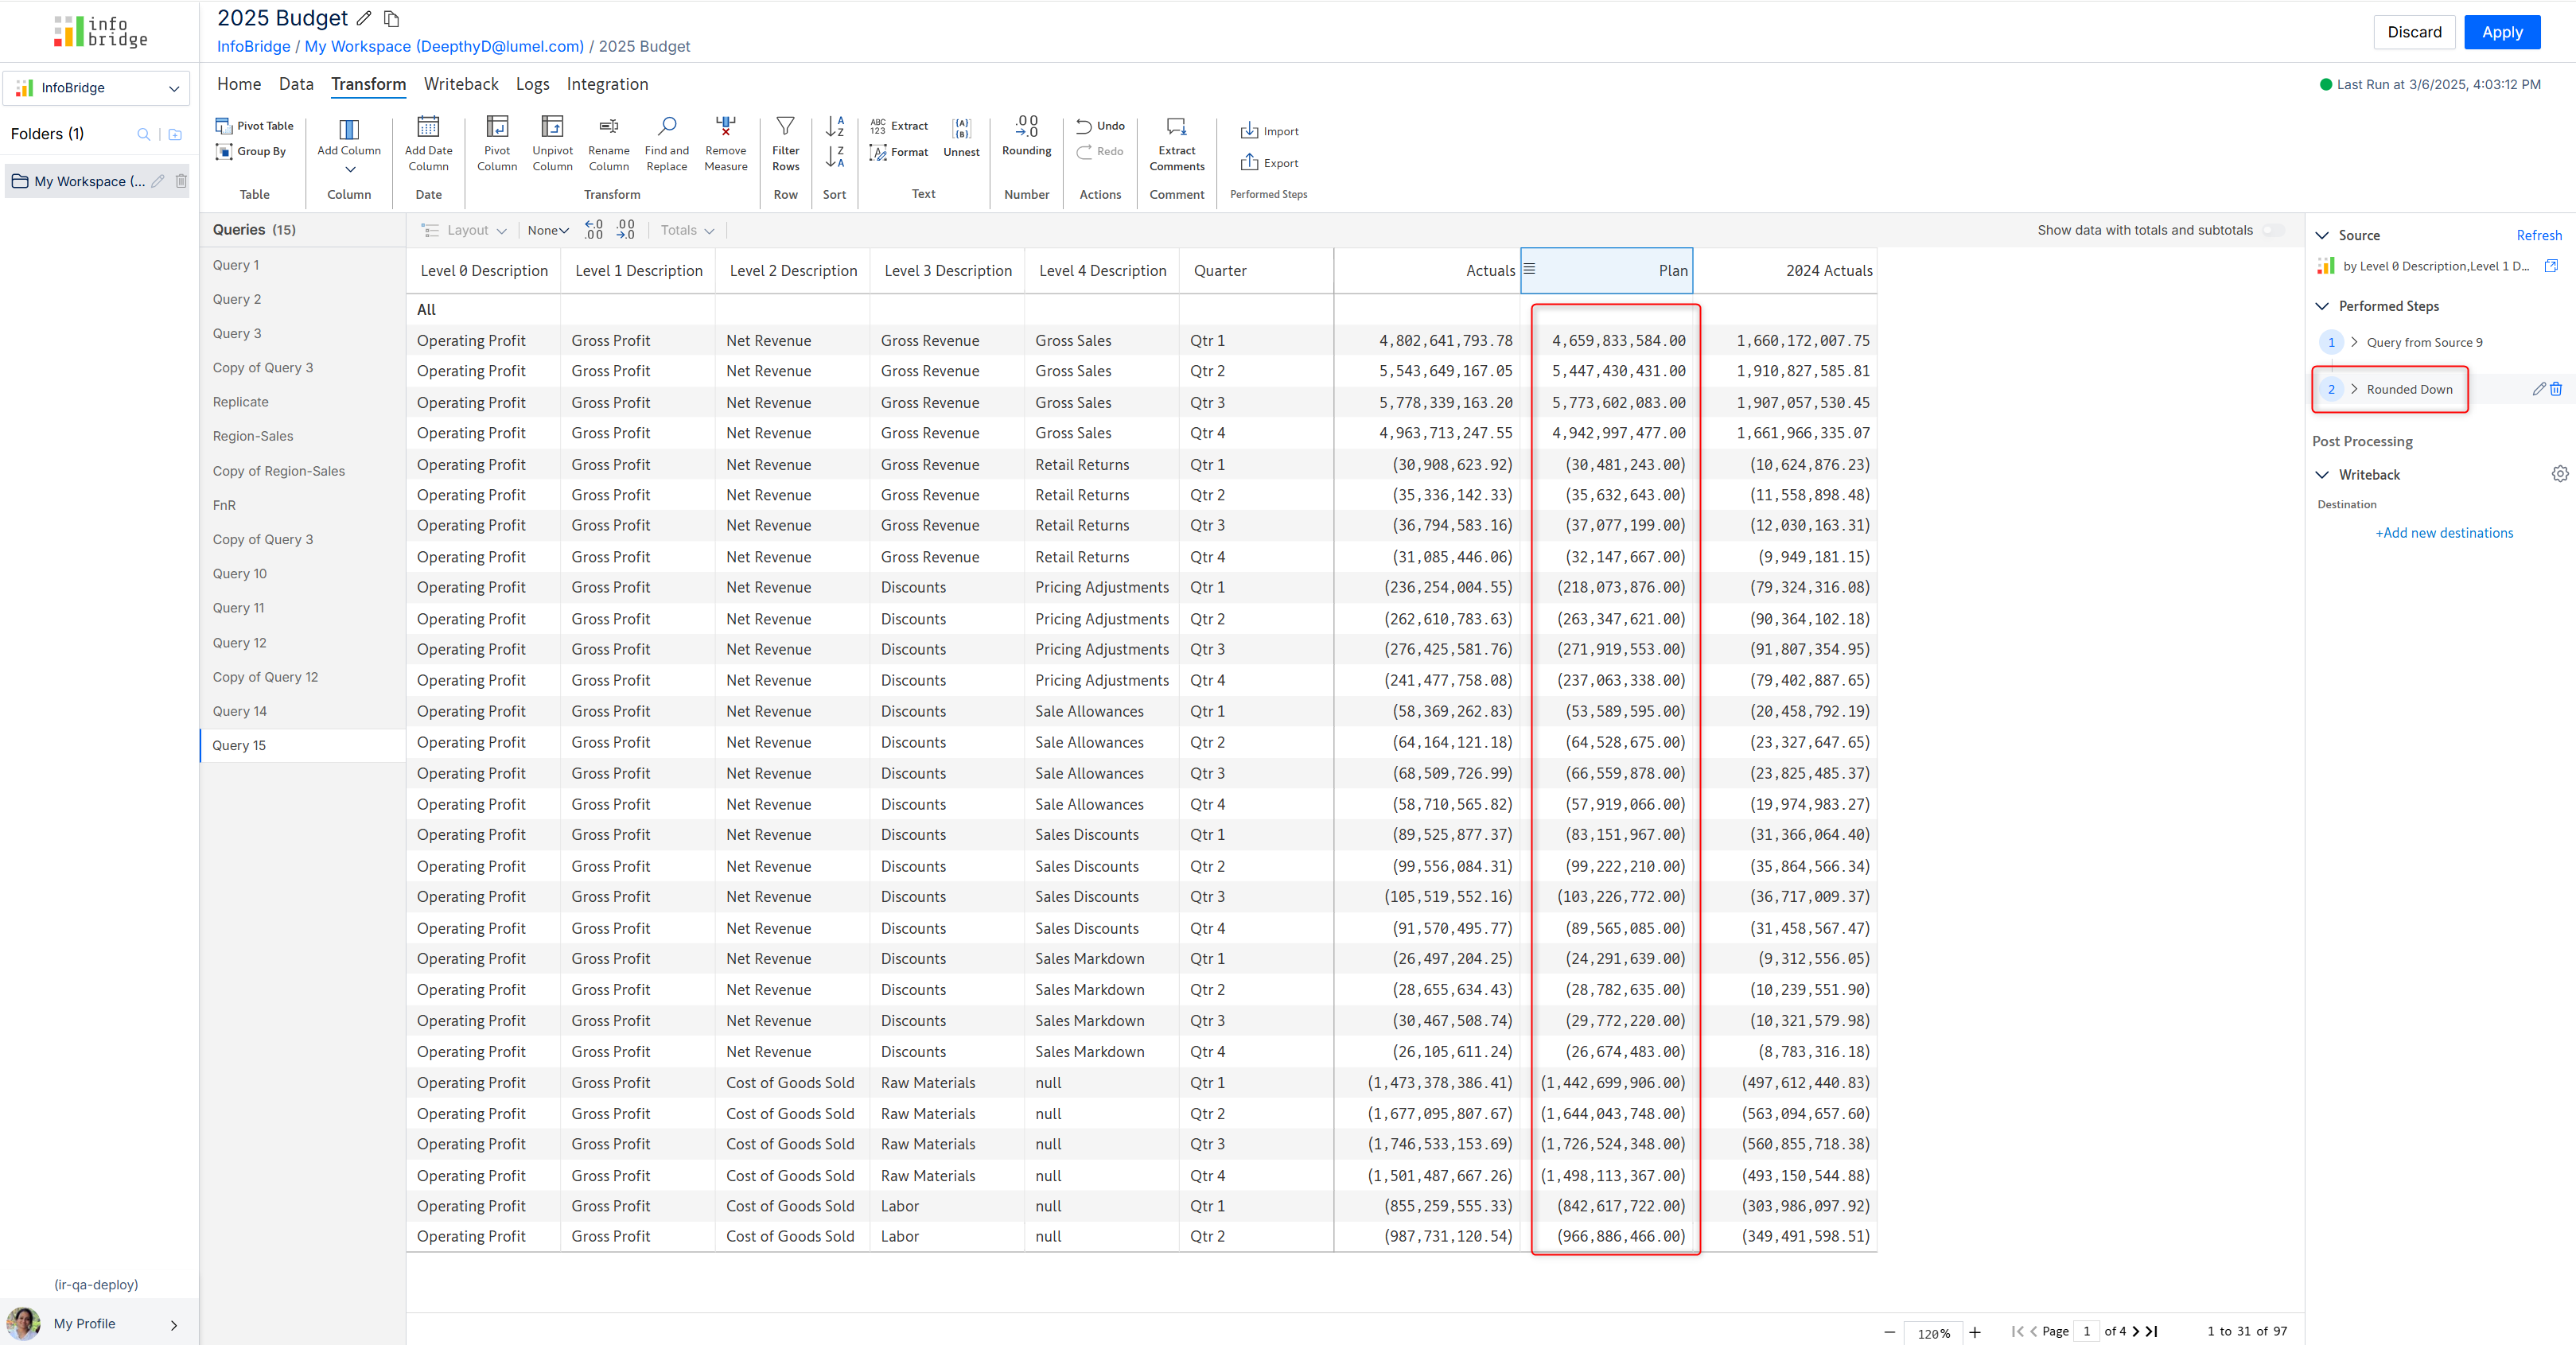 info bridge
2025 Budget
InfoBridge / My Workspace (DeepthyD@lumel.com) / 2025 Budget
Discard Apply
InfoBridge
Home Data Transform Writeback Logs Integration
Last Run at 3/6/2025, 4:03:12 PM
Folders (1)
My Workspace (...
Pivot Table
Group By
Table
Add Column
Column
Add Date Column
Date
Pivot Column
Unpivot Column
Rename Column
Find and Replace
Remove Measure
Transform
Filter Rows
Row
Sort
Extract
Format
Unnest
Text
Rounding
Number
Undo
Redo
Actions
Extract Comments
Comment
Import
Export
Performed Steps
Queries (15)
Query 1
Query 2
Query 3
Copy of Query 3
Replicate
Region-Sales
Copy of Region-Sales
FnR
Copy of Query 3
Query 10
Query 11
Query 12
Copy of Query 12
Query 14
Query 15
Layout None Totals
Show data with totals and subtotals
Level 0 Description Level 1 Description Level 2 Description Level 3 Description Level 4 Description Quarter Actuals Plan 2024 Actuals
All
Operating Profit Gross Profit Net Revenue Gross Revenue Gross Sales Qtr 1 4,802,641,793.78 4,659,833,584.00 1,660,172,007.75
Operating Profit Gross Profit Net Revenue Gross Revenue Gross Sales Qtr 2 5,543,649,167.05 5,447,430,431.00 1,910,827,585.81
Operating Profit Gross Profit Net Revenue Gross Revenue Gross Sales Qtr 3 5,778,339,163.20 5,773,602,083.00 1,907,057,530.45
Operating Profit Gross Profit Net Revenue Gross Revenue Gross Sales Qtr 4 4,963,713,247.55 4,942,997,477.00 1,661,966,335.07
Operating Profit Gross Profit Net Revenue Gross Revenue Retail Returns Qtr 1 (30,908,623.92) (30,481,243.00) (10,624,876.23)
Operating Profit Gross Profit Net Revenue Gross Revenue Retail Returns Qtr 2 (35,336,142.33) (35,632,643.00) (11,558,898.48)
Operating Profit Gross Profit Net Revenue Gross Revenue Retail Returns Qtr 3 (36,794,583.16) (37,077,199.00) (12,030,163.31)
Operating Profit Gross Profit Net Revenue Gross Revenue Retail Returns Qtr 4 (31,085,446.06) (32,147,667.00) (9,949,181.15)
Operating Profit Gross Profit Net Revenue Discounts Pricing Adjustments Qtr 1 (236,254,004.55) (218,073,876.00) (79,324,316.08)
Operating Profit Gross Profit Net Revenue Discounts Pricing Adjustments Qtr 2 (262,610,783.63) (263,347,621.00) (90,364,102.18)
Operating Profit Gross Profit Net Revenue Discounts Pricing Adjustments Qtr 3 (276,425,581.76) (271,919,553.00) (91,807,354.95)
Operating Profit Gross Profit Net Revenue Discounts Pricing Adjustments Qtr 4 (241,477,758.08) (237,063,338.00) (79,402,887.65)
Operating Profit Gross Profit Net Revenue Discounts Sale Allowances Qtr 1 (58,369,262.83) (53,589,595.00) (20,458,792.19)
Operating Profit Gross Profit Net Revenue Discounts Sale Allowances Qtr 2 (64,164,121.18) (64,528,675.00) (23,327,647.65)
Operating Profit Gross Profit Net Revenue Discounts Sale Allowances Qtr 3 (68,509,726.99) (66,559,878.00) (23,825,485.37)
Operating Profit Gross Profit Net Revenue Discounts Sale Allowances Qtr 4 (58,710,565.82) (57,919,066.00) (19,974,983.27)
Operating Profit Gross Profit Net Revenue Discounts Sales Discounts Qtr 1 (89,525,877.37) (83,151,967.00) (31,366,064.40)
Operating Profit Gross Profit Net Revenue Discounts Sales Discounts Qtr 2 (99,556,084.31) (99,222,210.00) (35,864,566.34)
Operating Profit Gross Profit Net Revenue Discounts Sales Discounts Qtr 3 (105,519,552.16) (103,226,772.00) (36,717,009.37)
Operating Profit Gross Profit Net Revenue Discounts Sales Discounts Qtr 4 (91,570,495.77) (89,565,085.00) (31,458,567.47)
Operating Profit Gross Profit Net Revenue Discounts Sales Markdown Qtr 1 (26,497,204.25) (24,291,639.00) (9,312,556.05)
Operating Profit Gross Profit Net Revenue Discounts Sales Markdown Qtr 2 (28,655,634.43) (28,782,635.00) (10,239,551.90)
Operating Profit Gross Profit Net Revenue Discounts Sales Markdown Qtr 3 (30,467,508.74) (29,772,220.00) (10,321,579.98)
Operating Profit Gross Profit Net Revenue Discounts Sales Markdown Qtr 4 (26,105,611.24) (26,674,483.00) (8,783,316.18)
Operating Profit Gross Profit Cost of Goods Sold Raw Materials null Qtr 1 (1,473,378,386.41) (1,442,699,906.00) (497,612,440.83)
Operating Profit Gross Profit Cost of Goods Sold Raw Materials null Qtr 2 (1,677,095,807.67) (1,644,043,748.00) (563,094,657.60)
Operating Profit Gross Profit Cost of Goods Sold Raw Materials null Qtr 3 (1,746,533,153.69) (1,726,524,348.00) (560,855,718.38)
Operating Profit Gross Profit Cost of Goods Sold Raw Materials null Qtr 4 (1,501,487,667.26) (1,498,113,367.00) (493,150,544.88)
Operating Profit Gross Profit Cost of Goods Sold Labor null Qtr 1 (855,259,555.33) (842,617,722.00) (303,986,097.92)
Operating Profit Gross Profit Cost of Goods Sold Labor null Qtr 2 (987,731,120.54) (966,886,466.00) (349,491,598.51)
Source Refresh
by Level 0 Description,Level 1 D...
Performed Steps
1 Query from Source 9
2 Rounded Down
Post Processing
Writeback
Destination
+Add new destinations
(ir-qa-deploy)
My Profile
120% Page 1 of 4 1 to 31 of 97